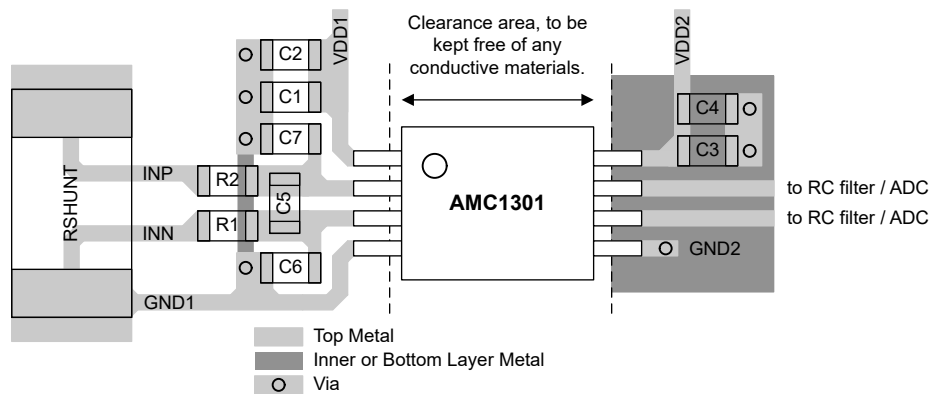 Clearance area, to be
kept free of any
conductive materials.
VDD1
VDD2
C2
C1
C7
C4
C3
INP
R2
C5
RSHUNT
AMC1301
to RC filter / ADC
to RC filter / ADC
INN
R1
C6
GND2
GND1
Top Metal
Inner or Bottom Layer Metal
Via